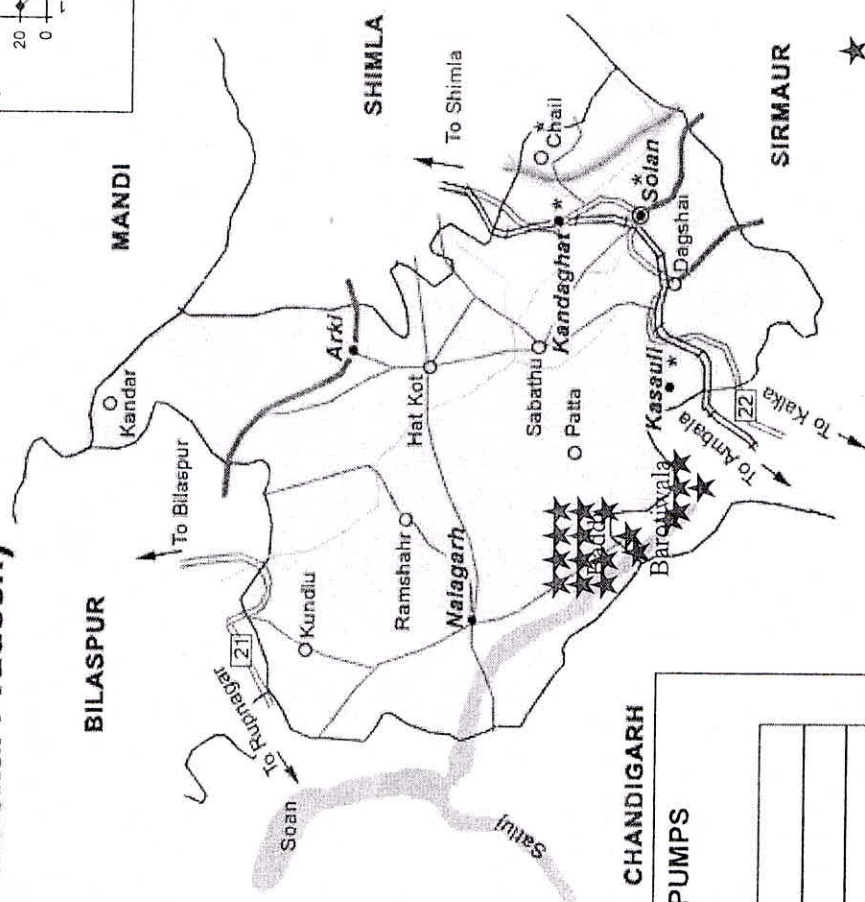 20
0
MANDI
SHIMLA
To Shimla
Chail
*
SIRMAUR
Kandar
To Bilaspur
BILASPUR
Arki
Hat Kot
Kandaghat *
Solan
*
Dagshai
Sabathu
Patta
Kasauli *
22
To Ambala
To Kalka
21
To Rupnagar
Kundlu
Ramshahr
Nalagarh
Baddi
Barotiwala
Soan
Satluj
CHANDIGARH
PUMPS